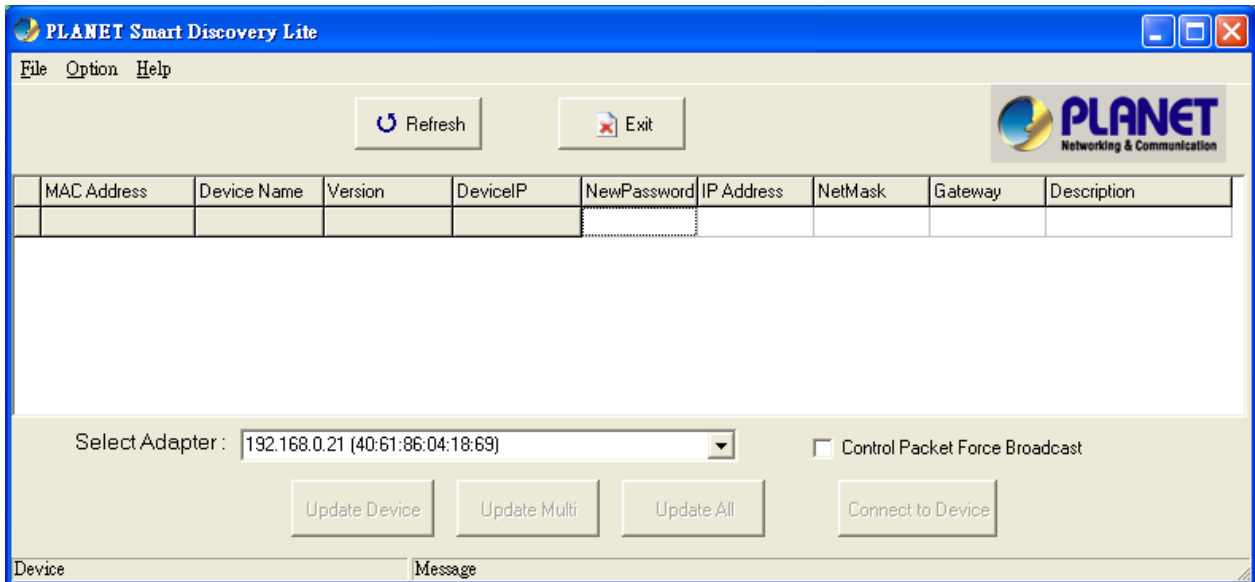 PLANET Smart Discovery Lite
File Option Help
Refresh Exit
PLANET
Networking & Communication
MAC Address Device Name Version DeviceIP NewPassword IP Address NetMask Gateway Description
Select Adapter : 192.168.0.21 (40:61:86:04:18:69) Control Packet Force Broadcast
Update Device Update Multi Update All Connect to Device
Device Message